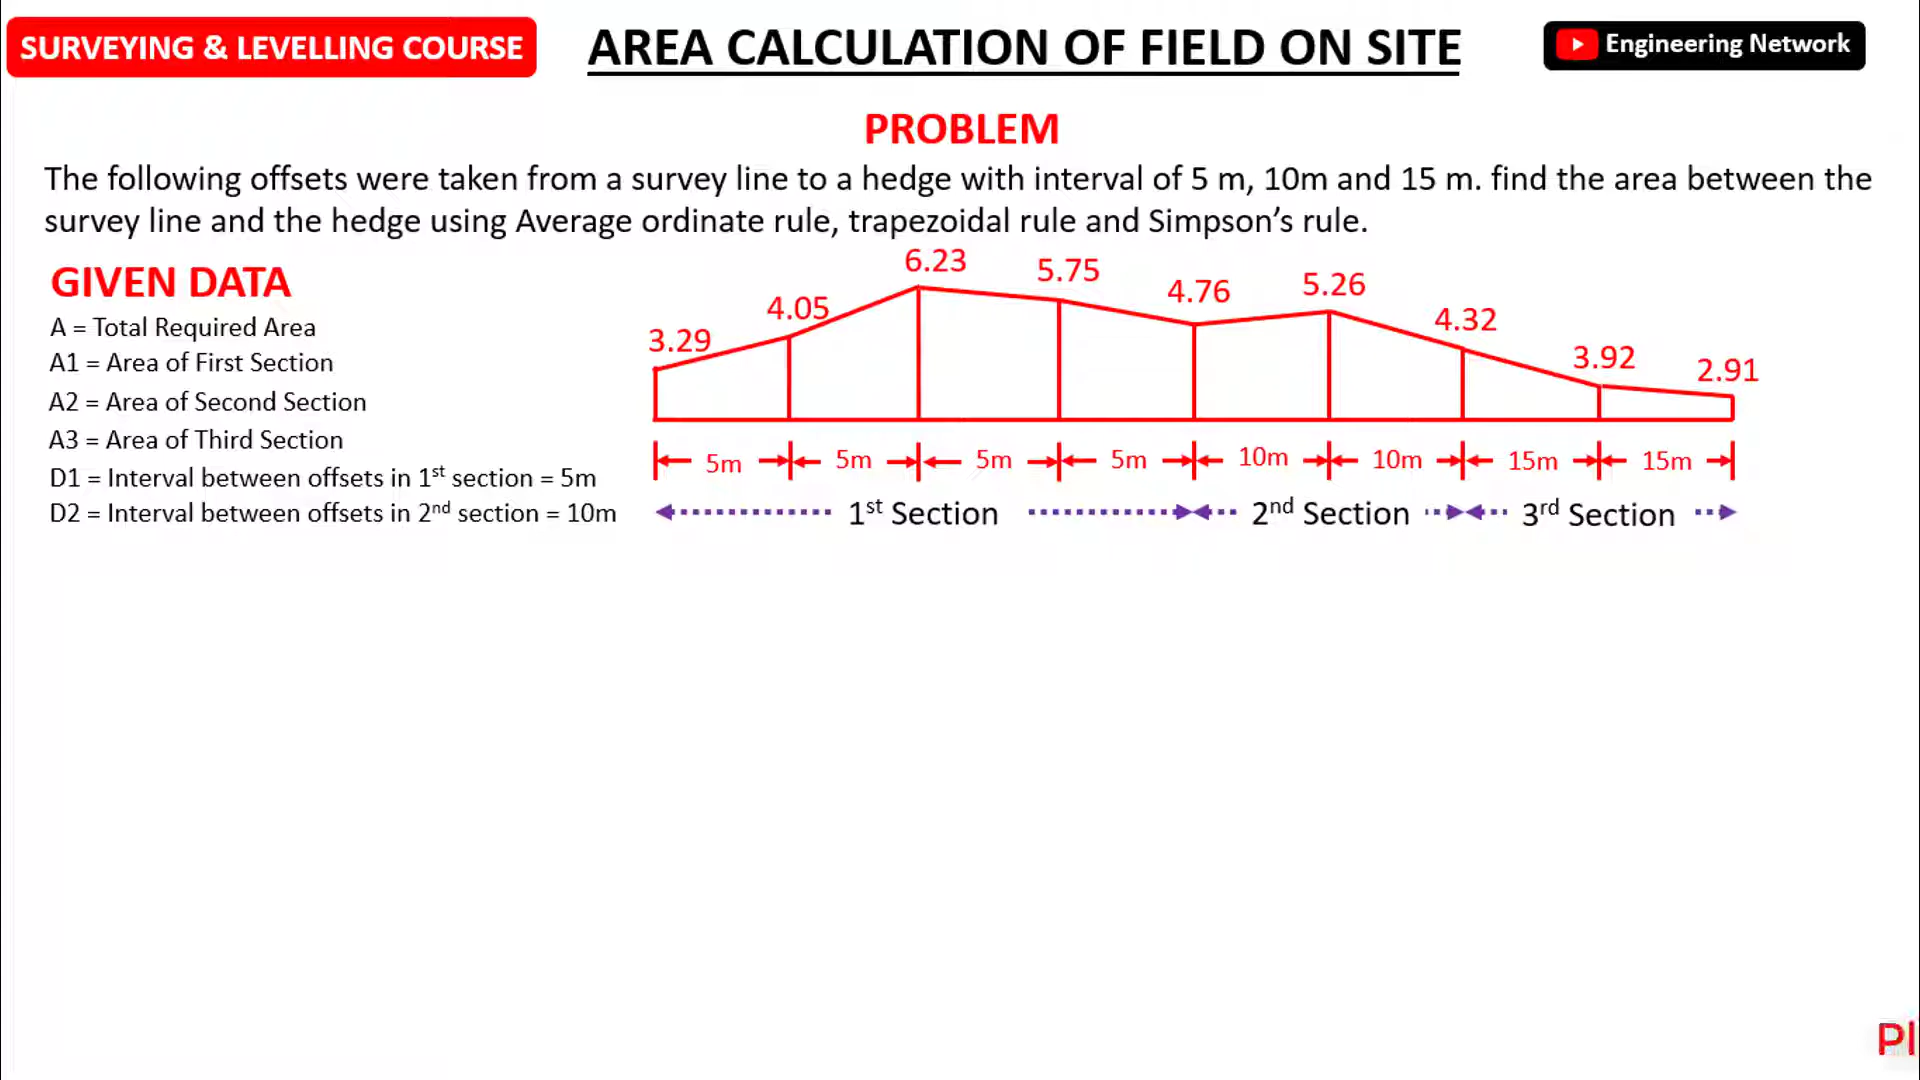 SURVEYING & LEVELLING COURSE
AREA CALCULATION OF FIELD ON SITE
Engineering Network
PROBLEM
The following offsets were taken from a survey line to a hedge with interval of 5 m, 10m and 15 m. find the area between the
survey line and the hedge using Average ordinate rule, trapezoidal rule and Simpson’s rule.
GIVEN DATA
A = Total Required Area
A1 = Area of First Section
A2 = Area of Second Section
A3 = Area of Third Section
D1 = Interval between offsets in 1st section = 5m
D2 = Interval between offsets in 2nd section = 10m
3.29 4.05 6.23 5.75 4.76 5.26 4.32 3.92 2.91
5m 5m 5m 5m 10m 10m 15m 15m
1st Section 2nd Section 3rd Section
Pl